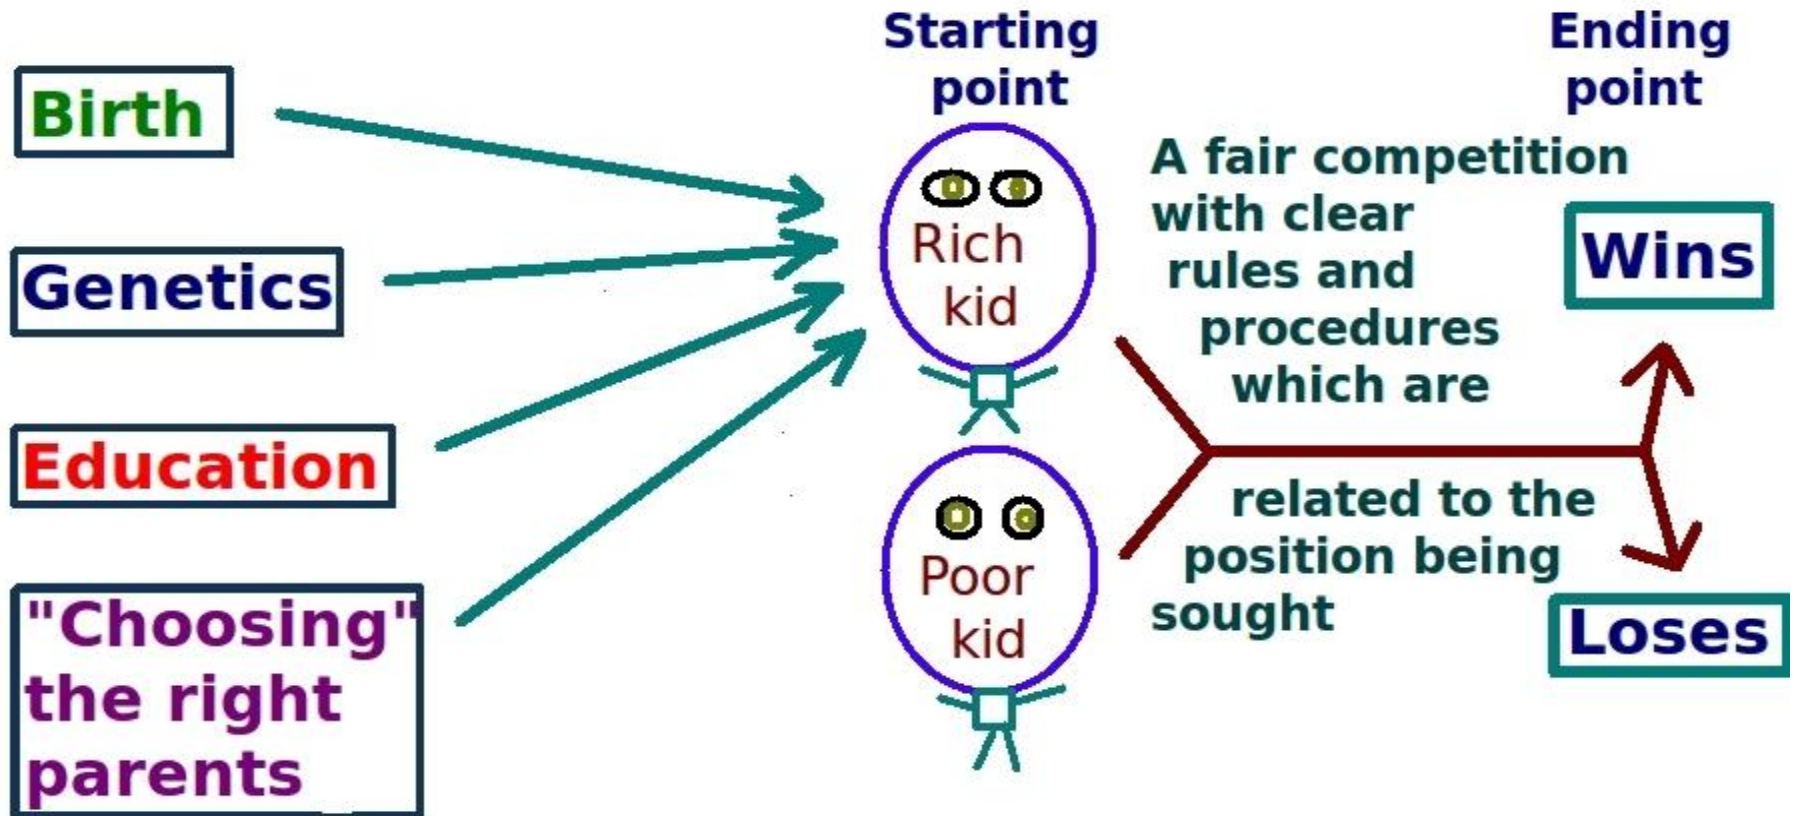 Birth
Genetics
Education
"Choosing"
the right
parents
Starting
point
Rich
kid
Poor
kid
A fair competition
with clear
rules and
procedures
which are
related to the
position being
sought
Ending
point
Wins
Loses